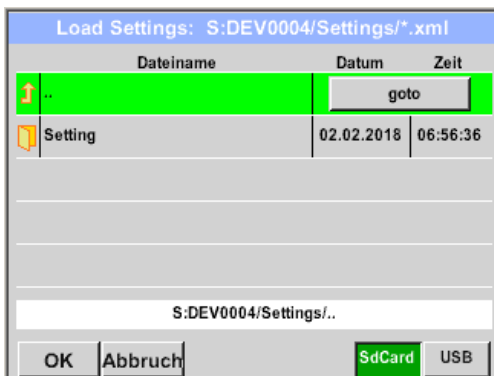 Load Settings: S:DEV0004/Settings/*.xml
Dateiname Datum Zeit
.. goto
Setting 02.02.2018 06:56:36
S:DEV0004/Settings/..
OK Abbruch SdCard USB